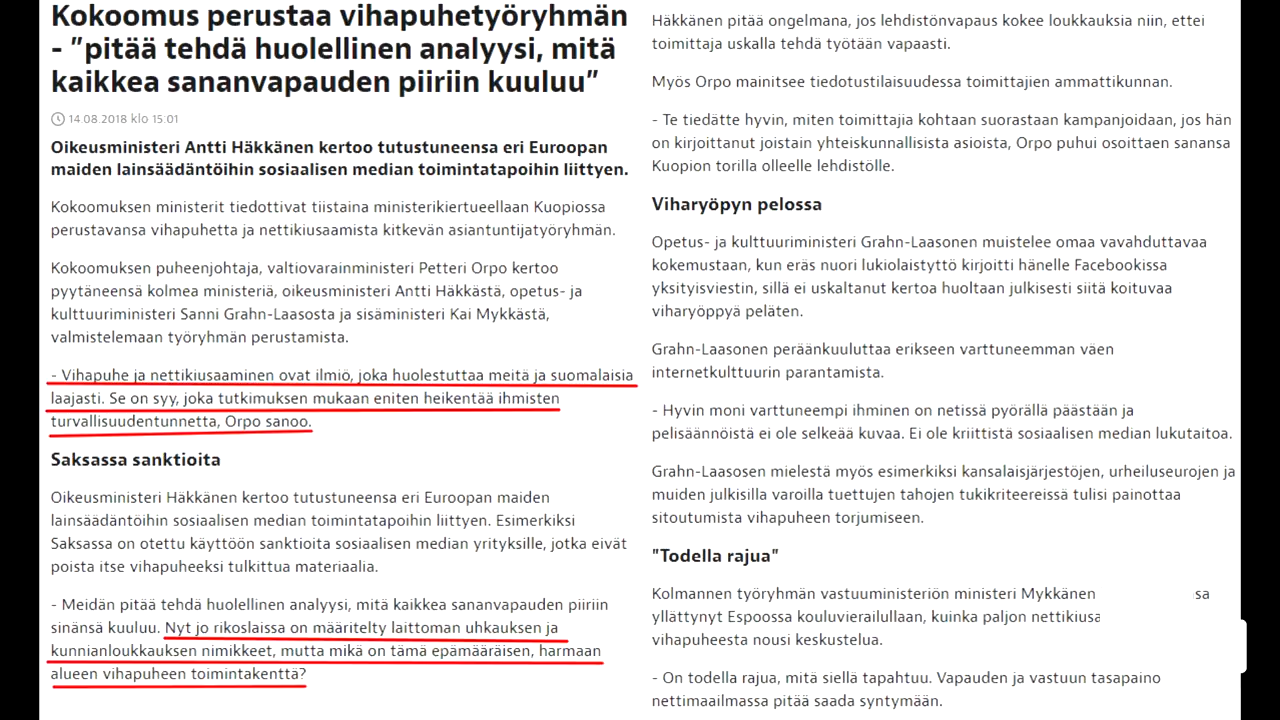 Kokoomus perustaa vihapuhetyöryhmän
- ”pitää tehdä huolellinen analyysi, mitä
kaikkea sananvapauden piiriin kuuluu”
14.08.2018 klo 15:01
Oikeusministeri Antti Häkkänen kertoo tutustuneensa eri Euroopan
maiden lainsäädäntöihin sosiaalisen median toimintatapoihin liittyen.
Kokoomuksen ministerit tiedottivat tiistaina ministerikiertueellaan Kuopiossa
perustavansa vihapuhetta ja nettikiusaamista kitkevän asiantuntijatyöryhmän.
Kokoomuksen puheenjohtaja, valtiovarainministeri Petteri Orpo kertoo
pyytäneensä kolmea ministeriä, oikeusministeri Antti Häkkästä, opetus- ja
kulttuuriministeri Sanni Grahn-Laasosta ja sisäministeri Kai Mykkästä,
valmistelemaan työryhmän perustamista.
- Vihapuhe ja nettikiusaaminen ovat ilmiö, joka huolestuttaa meitä ja suomalaisia
laajasti. Se on syy, joka tutkimuksen mukaan eniten heikentää ihmisten
turvallisuudentunnetta, Orpo sanoo.
Saksassa sanktioita
Oikeusministeri Häkkänen kertoo tutustuneensa eri Euroopan maiden
lainsäädäntöihin sosiaalisen median toimintatapoihin liittyen. Esimerkiksi
Saksassa on otettu käyttöön sanktioita sosiaalisen median yrityksille, jotka eivät
poista itse vihapuheeksi tulkittua materiaalia.
- Meidän pitää tehdä huolellinen analyysi, mitä kaikkea sananvapauden piiriin
sinänsä kuuluu. Nyt jo rikoslaissa on määritelty laittoman uhkauksen ja
kunnianloukkauksen nimikkeet, mutta mikä on tämä epämääräisen, harmaan
alueen vihapuheen toimintakenttä?
Häkkänen pitää ongelmana, jos lehdistönvapaus kokee loukkauksia niin, ettei
toimittaja uskalla tehdä työtään vapaasti.
Myös Orpo mainitsee tiedotustilaisuudessa toimittajien ammattikunnan.
- Te tiedätte hyvin, miten toimittajia kohtaan suorastaan kampanjoidaan, jos hän
on kirjoittanut joistain yhteiskunnallisista asioista, Orpo puhui osoittaen sanansa
Kuopion torilla olleelle lehdistölle.
Viharyöpyn pelossa
Opetus- ja kulttuuriministeri Grahn-Laasonen muistelee omaa vavahduttavaa
kokemustaan, kun eräs nuori lukiolaistyttö kirjoitti hänelle Facebookissa
yksityisviestin, sillä ei uskaltanut kertoa huoltaan julkisesti siitä koituvaa
viharyöppyä peläten.
Grahn-Laasonen peräänkuuluttaa erikseen varttuneemman väen
internetkulttuurin parantamista.
- Hyvin moni varttuneempi ihminen on netissä pyörällä päästään ja
pelisäännöistä ei ole selkeää kuvaa. Ei ole kriittistä sosiaalisen median lukutaitoa.
Grahn-Laasosen mielestä myös esimerkiksi kansalaisjärjestöjen, urheiluseurojen ja
muiden julkisilla varoilla tuettujen tahojen tukikriteereissä tulisi painottaa
sitoutumista vihapuheen torjumiseen.
"Todella rajua"
Kolmannen työryhmän vastuuministeriön ministeri Mykkänen sa
yllättynyt Espoossa kouluvierailullaan, kuinka paljon nettikiusa
vihapuheesta nousi keskustelua.
- On todella rajua, mitä siellä tapahtuu. Vapauden ja vastuun tasapaino
nettimaailmassa pitää saada syntymään.